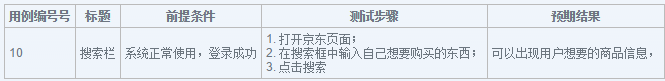 用例编号号 标题 前提条件 测试步骤 预期结果
10 搜索栏 系统正常使用，登录成功 1. 打开京东页面；
2. 在搜索框中输入自己想要购买的东西；
3. 点击搜索 可以出现用户想要的商品信息，